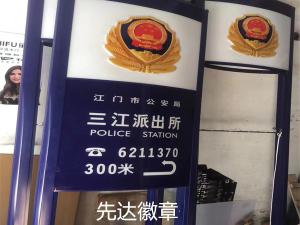 江门市公安局
三江派出所
POLICE STATION
☎ 6211370
300米
先达徽章